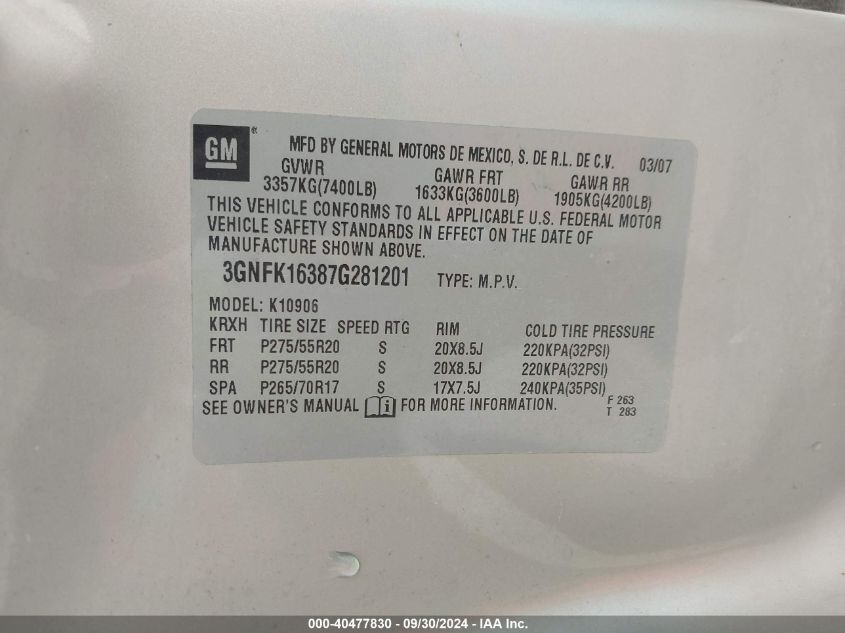 GM®
MFD BY GENERAL MOTORS DE MEXICO, S. DE R.L. DE C.V. 03/07
GVWR GAWR FRT GAWR RR
3357KG(7400LB) 1633KG(3600LB) 1905KG(4200LB)
THIS VEHICLE CONFORMS TO ALL APPLICABLE U.S. FEDERAL MOTOR
VEHICLE SAFETY STANDARDS IN EFFECT ON THE DATE OF
MANUFACTURE SHOWN ABOVE.
3GNFK16387G281201 TYPE: M.P.V.
MODEL: K10906
KRXH TIRE SIZE SPEED RTG RIM COLD TIRE PRESSURE
FRT P275/55R20 S 20X8.5J 220KPA(32PSI)
RR P275/55R20 S 20X8.5J 220KPA(32PSI)
SPA P265/70R17 S 17X7.5J 240KPA(35PSI)
SEE OWNER'S MANUAL i FOR MORE INFORMATION. F 263
T 283
000-40477830 - 09/30/2024 - IAA Inc.